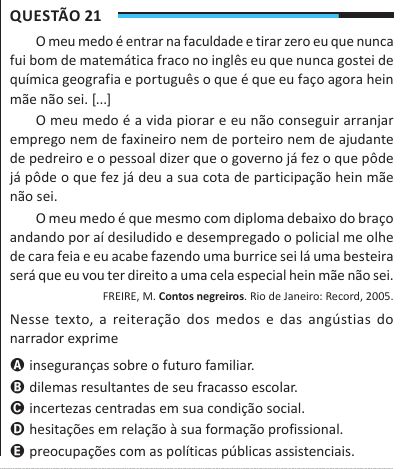 QUESTÃO 21
O meu medo é entrar na faculdade e tirar zero eu que nunca
fui bom de matemática fraco no inglês eu que nunca gostei de
química geografia e português o que é que eu faço agora hein
mãe não sei. [...]
O meu medo é a vida piorar e eu não conseguir arranjar
emprego nem de faxineiro nem de porteiro nem de ajudante
de pedreiro e o pessoal dizer que o governo já fez o que pôde
já pôde o que fez já deu a sua cota de participação hein mãe
não sei.
O meu medo é que mesmo com diploma debaixo do braço
andando por aí desiludido e desempregado o policial me olhe
de cara feia e eu acabe fazendo uma burrice sei lá uma besteira
será que eu vou ter direito a uma cela especial hein mãe não sei.
FREIRE, M. Contos negreiros. Rio de Janeiro: Record, 2005.
Nesse texto, a reiteração dos medos e das angústias do
narrador exprime
A inseguranças sobre o futuro familiar.
B dilemas resultantes de seu fracasso escolar.
C incertezas centradas em sua condição social.
D hesitações em relação à sua formação profissional.
E preocupações com as políticas públicas assistenciais.